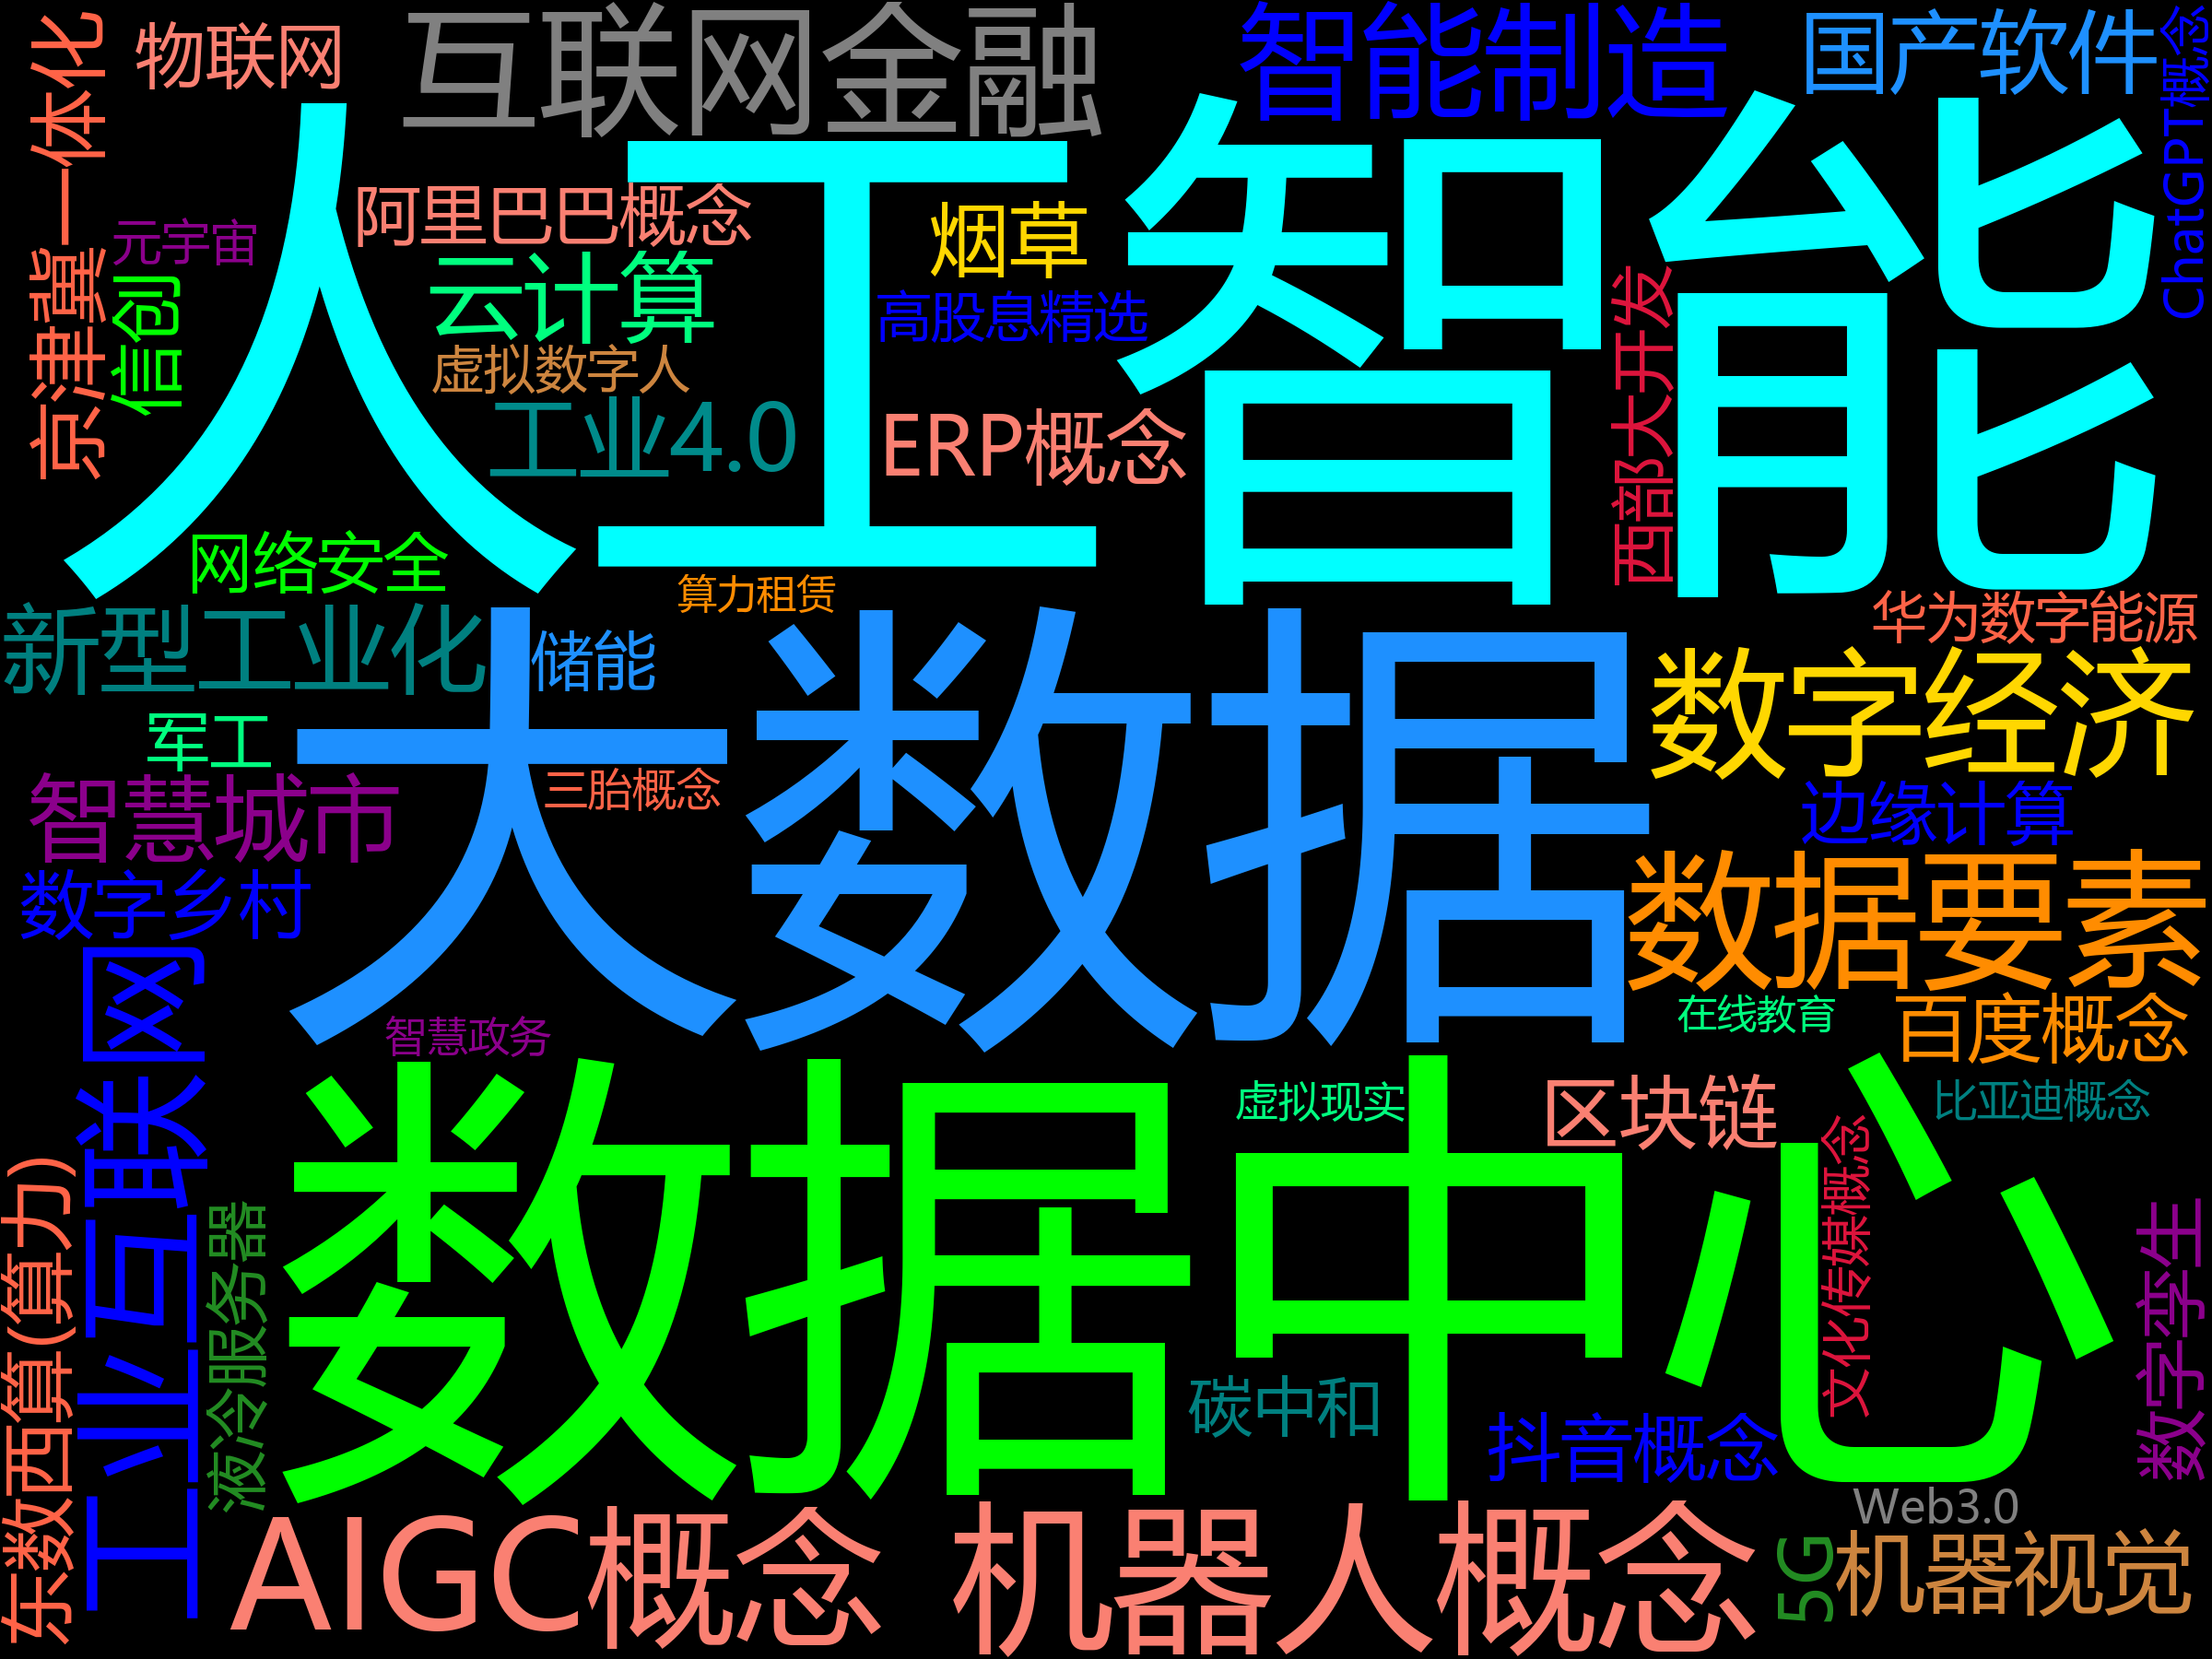 京津冀一体化
物联网
互联网金融
智能制造
国产软件
ChatGPT概念
人工智能
阿里巴巴概念
元宇宙
信创
云计算
烟草
高股息精选
虚拟数字人
工业4.0
ERP概念
西部大开发
网络安全
算力租赁
新型工业化
储能
华为数字能源
大数据
数字经济
军工
三胎概念
智慧城市
边缘计算
数字乡村
数据要素
工业互联网
智慧政务
在线教育
百度概念
数据中心
虚拟现实
区块链
比亚迪概念
文化传媒概念
东数西算(算力)
液冷服务器
数字孪生
碳中和
抖音概念
Web3.0
AIGC概念
机器人概念
5G
机器视觉